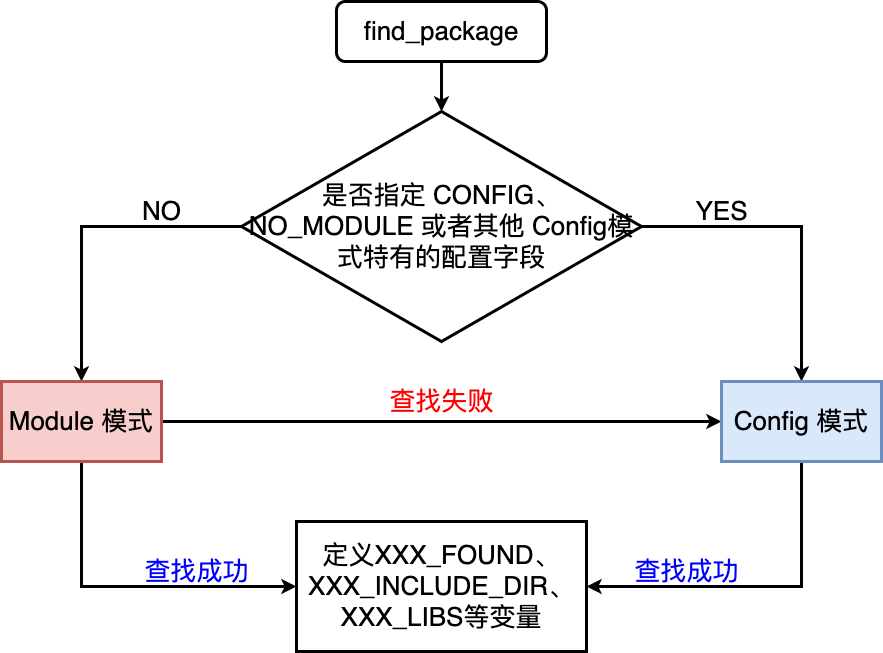 find_package
是否指定 CONFIG、
NO_MODULE 或者其他 Config模
式特有的配置字段
NO
YES
查找失败
Module 模式
Config 模式
查找成功
查找成功
定义XXX_FOUND、
XXX_INCLUDE_DIR、
XXX_LIBS等变量